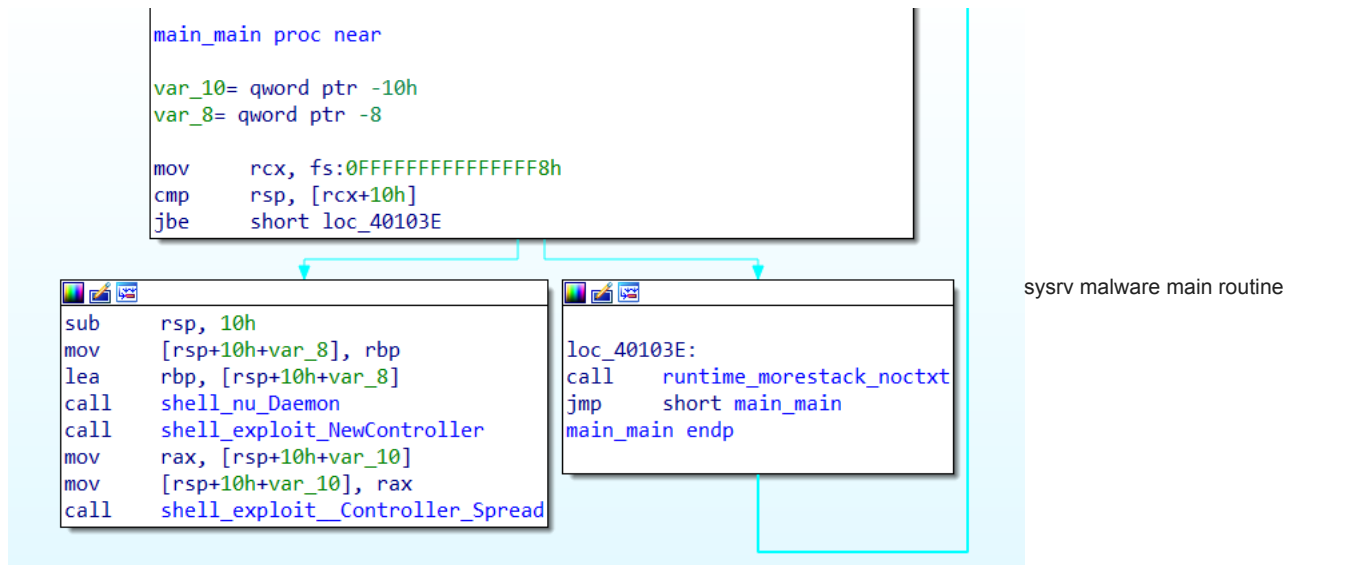 main_main proc near
var_10= qword ptr -10h
var_8= qword ptr -8
mov     rcx, fs:0FFFFFFFFFFFFFFF8h
cmp     rsp, [rcx+10h]
jbe     short loc_40103E
sub     rsp, 10h
mov     [rsp+10h+var_8], rbp
lea     rbp, [rsp+10h+var_8]
call    shell_nu_Daemon
call    shell_exploit_NewController
mov     rax, [rsp+10h+var_10]
mov     [rsp+10h+var_10], rax
call    shell_exploit__Controller_Spread
loc_40103E:
call    runtime_morestack_noctxt
jmp     short main_main
main_main endp
sysrv malware main routine